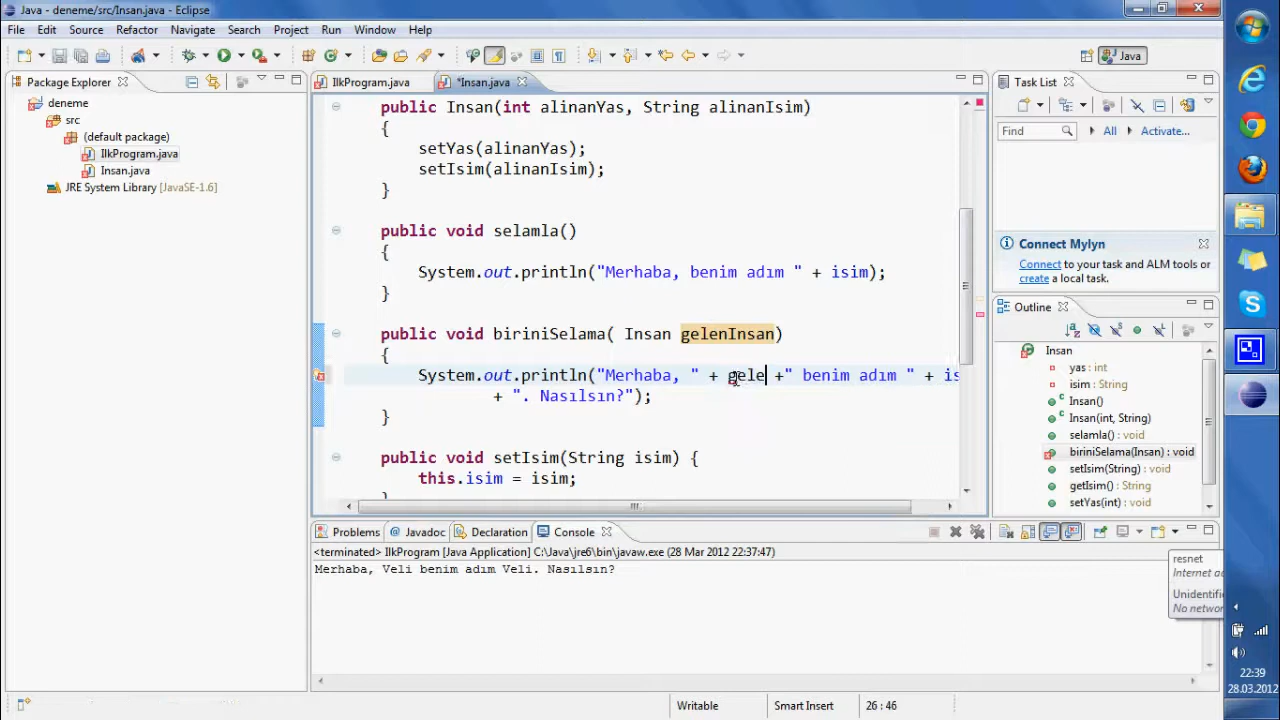 Java - deneme/src/Insan.java - Eclipse
File Edit Source Refactor Navigate Search Project Run Window Help
Java
Package Explorer
deneme
src
(default package)
IlkProgram.java
Insan.java
JRE System Library [JavaSE-1.6]
IlkProgram.java
*Insan.java
public Insan(int alinanYas, String alinanIsim)
{
setYas(alinanYas);
setIsim(alinanIsim);
}
public void selamla()
{
System.out.println("Merhaba, benim adım " + isim);
}
public void biriniSelama( Insan gelenInsan)
{
System.out.println("Merhaba, " + gele +" benim adım " + is
+ ". Nasılsın?");
}
public void setIsim(String isim) {
this.isim = isim;
}
Task List
Find All Activate...
Connect Mylyn
Connect to your task and ALM tools or
create a local task.
Outline
Insan
yas : int
isim : String
Insan()
Insan(int, String)
selamla() : void
biriniSelama(Insan) : void
setIsim(String) : void
getIsim() : String
setYas(int) : void
Problems Javadoc Declaration Console
<terminated> IlkProgram [Java Application] C:\Java\jre6\bin\javaw.exe (28 Mar 2012 22:37:47)
Merhaba, Veli benim adım Veli. Nasılsın?
resnet
Internet ac
Unidentifie
No networ
Writable Smart Insert 26 : 46
22:39
28.03.2012